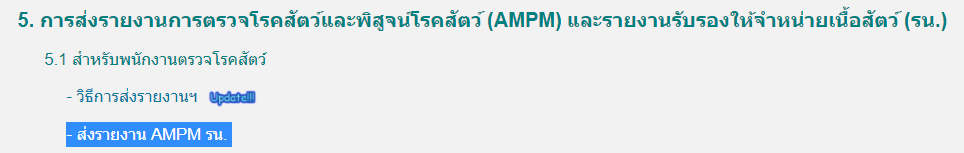 5. การส่งรายงานการตรวจโรคสัตว์และพิสูจน์โรคสัตว์ (AMPM) และรายงานรับรองให้จำหน่ายเนื้อสัตว์ (รน.)
5.1 สำหรับพนักงานตรวจโรคสัตว์
- วิธีการส่งรายงานฯ Update!!!
- ส่งรายงาน AMPM รน.